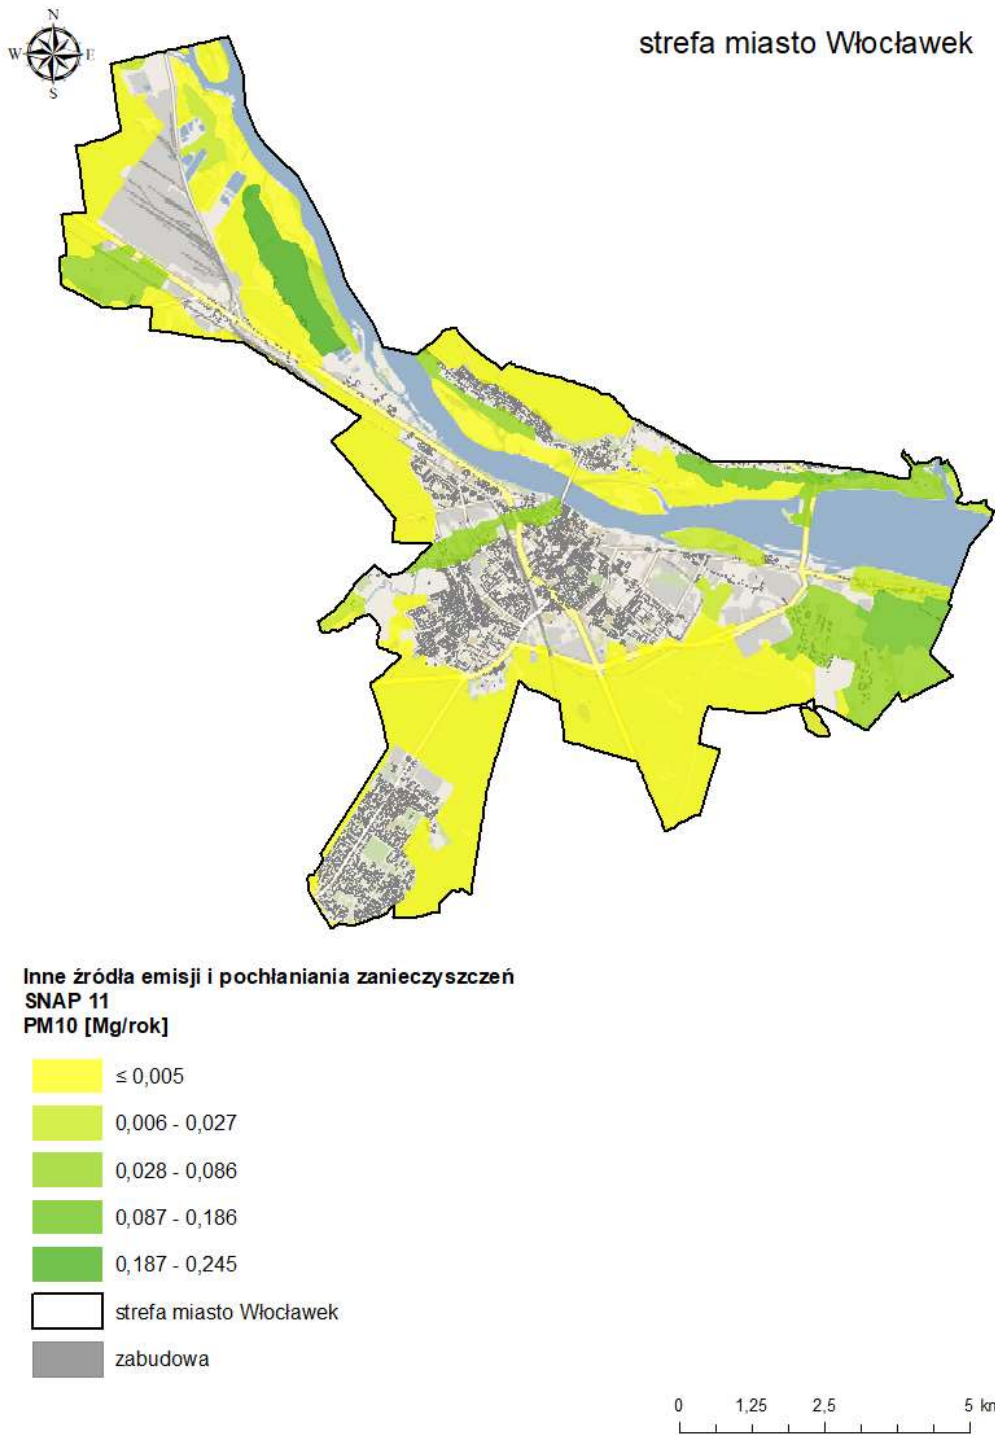 N
W E
S
strefa miasto Włocławek
Inne źródła emisji i pochłaniania zanieczyszczeń
SNAP 11
PM10 [Mg/rok]
≤ 0,005
0,006 - 0,027
0,028 - 0,086
0,087 - 0,186
0,187 - 0,245
strefa miasto Włocławek
zabudowa
0 1,25 2,5 5 km